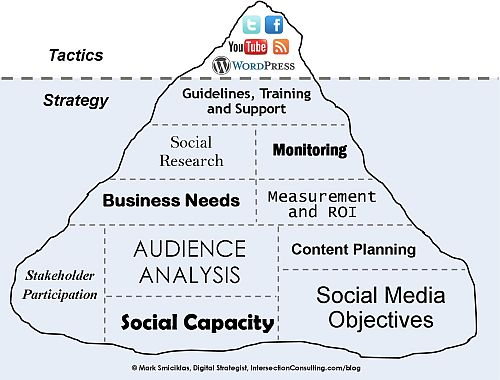 Tactics
You Tube
WORDPRESS
Strategy
Guidelines, Training
and Support
Social
Research
Monitoring
Business Needs
Measurement
and ROI
AUDIENCE
ANALYSIS
Content Planning
Stakeholder
Participation
Social Capacity
Social Media
Objectives
© Mark Smiciklas, Digital Strategist, IntersectionConsulting.com/blog